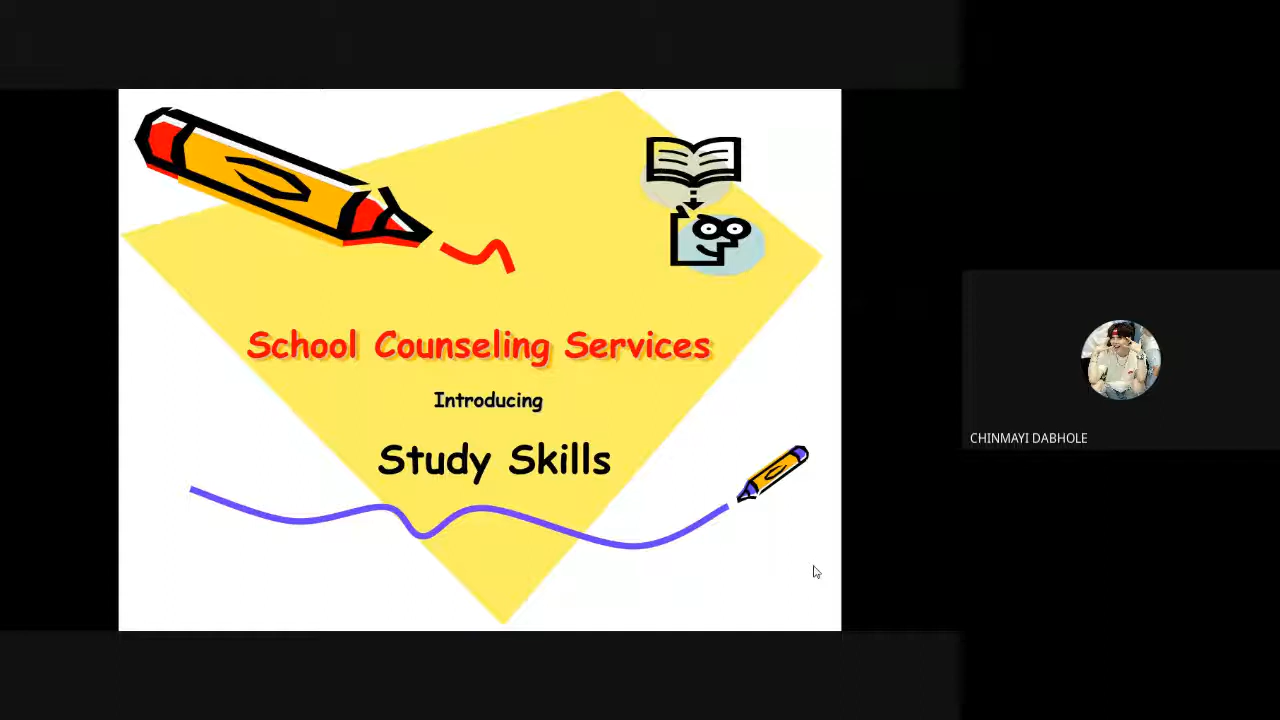 School Counseling Services
Introducing
Study Skills
CHINMAYI DABHOLE